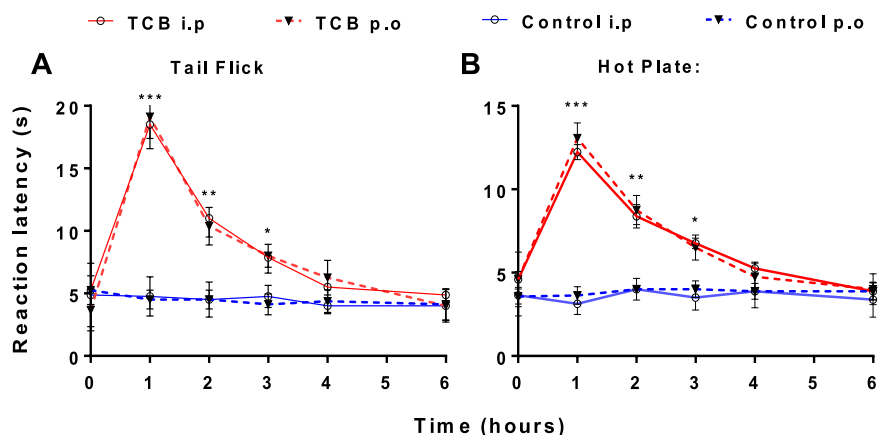 TCB i.p TCB p.o Control i.p Control p.o
A Tail Flick
B Hot Plate:
Reaction latency (s)
20
15
10
5
0
***
**
*
0 1 2 3 4 5 6
15
10
5
0
***
**
*
0 1 2 3 4 5 6
Time (hours)